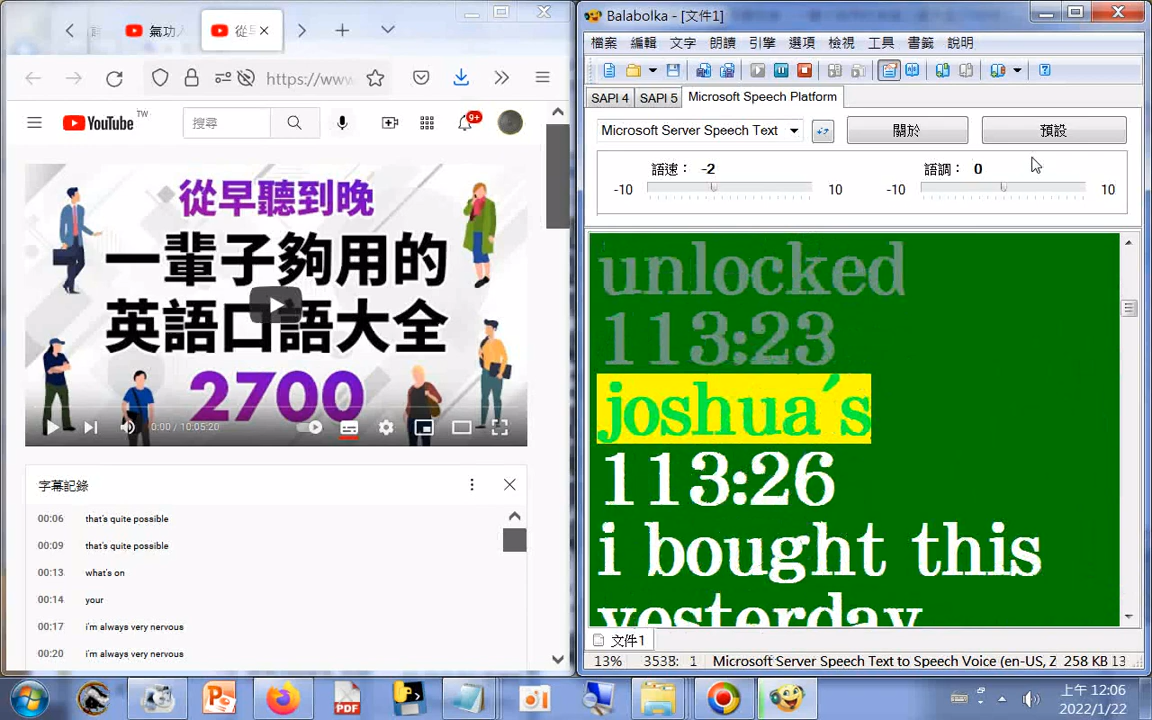 氣功
從
https://www
YouTube TW
搜尋
9+
從早聽到晚
一輩子夠用的
英語口語大全
2700
0:00 / 10:05:20
字幕記錄
00:06 that's quite possible
00:09 that's quite possible
00:13 what's on
00:14 your
00:17 i'm always very nervous
00:20 i'm always very nervous
Balabolka - [文件1]
檔案 編輯 文字 朗讀 引擎 選項 檢視 工具 書籤 說明
SAPI 4 SAPI 5 Microsoft Speech Platform
Microsoft Server Speech Text 關於 預設
語速： -2 語調： 0
-10 10 -10 10
unlocked
113:23
joshua´s
113:26
i bought this
yesterday
文件1
13% 3538: 1 Microsoft Server Speech Text to Speech Voice (en-US, Z 258 KB 13
PDF
上午 12:06
2022/1/22